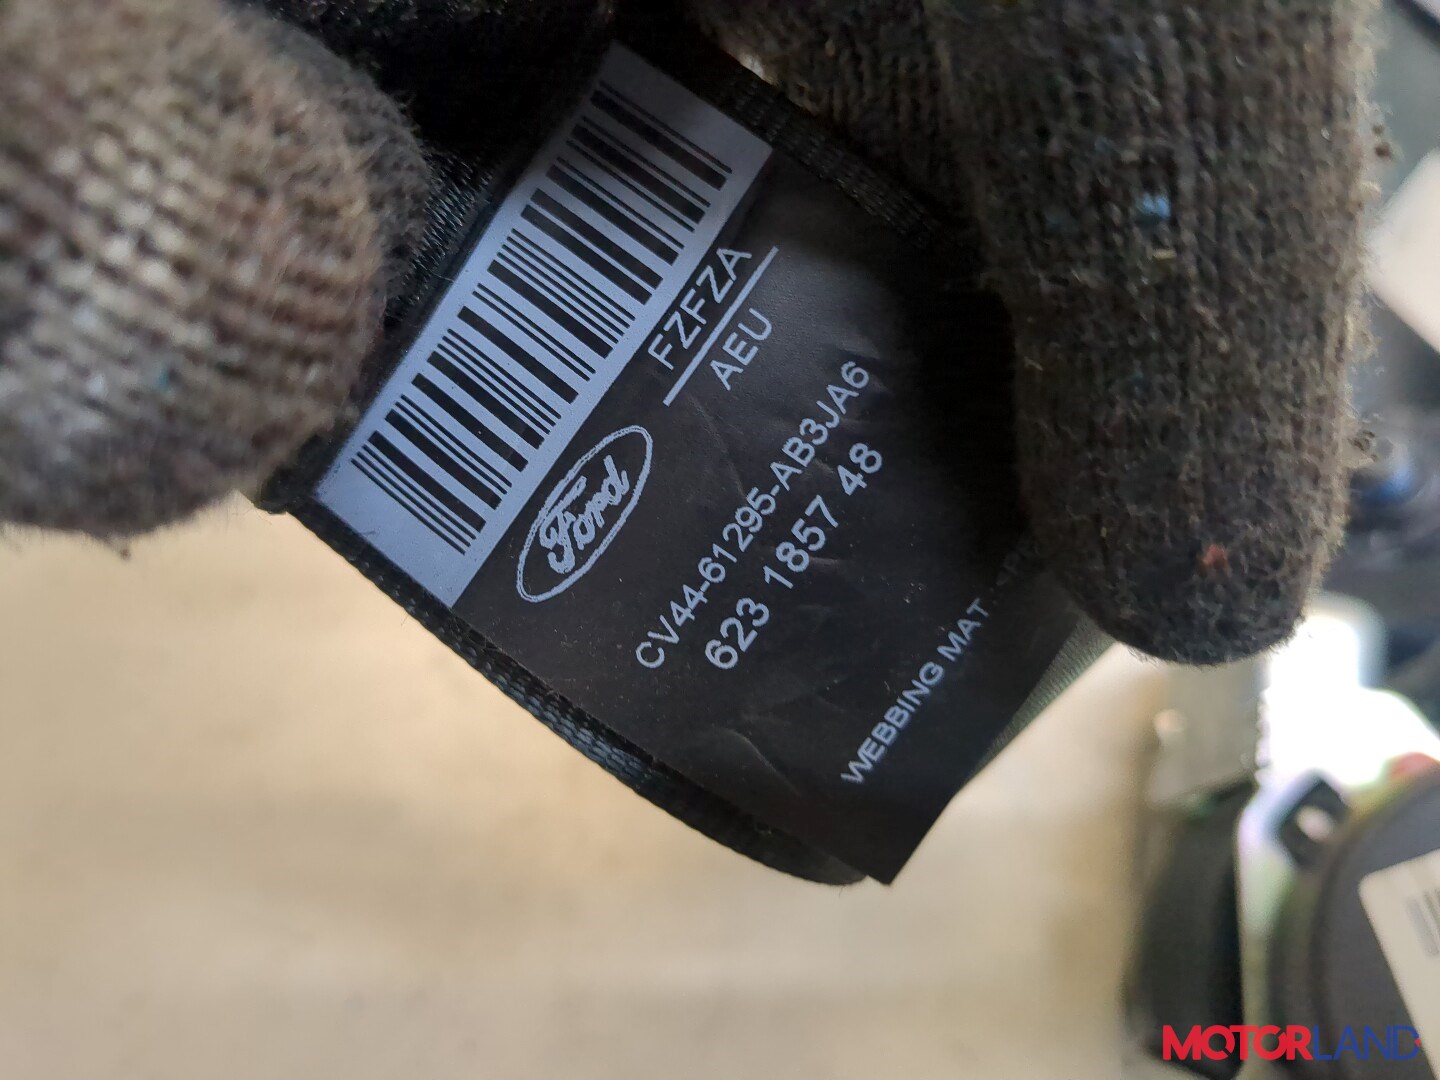 FZFZA
AEU
Ford
CV44-61295-AB3JA6
623 1857 48
WEBBING MAT
MOTORLAND